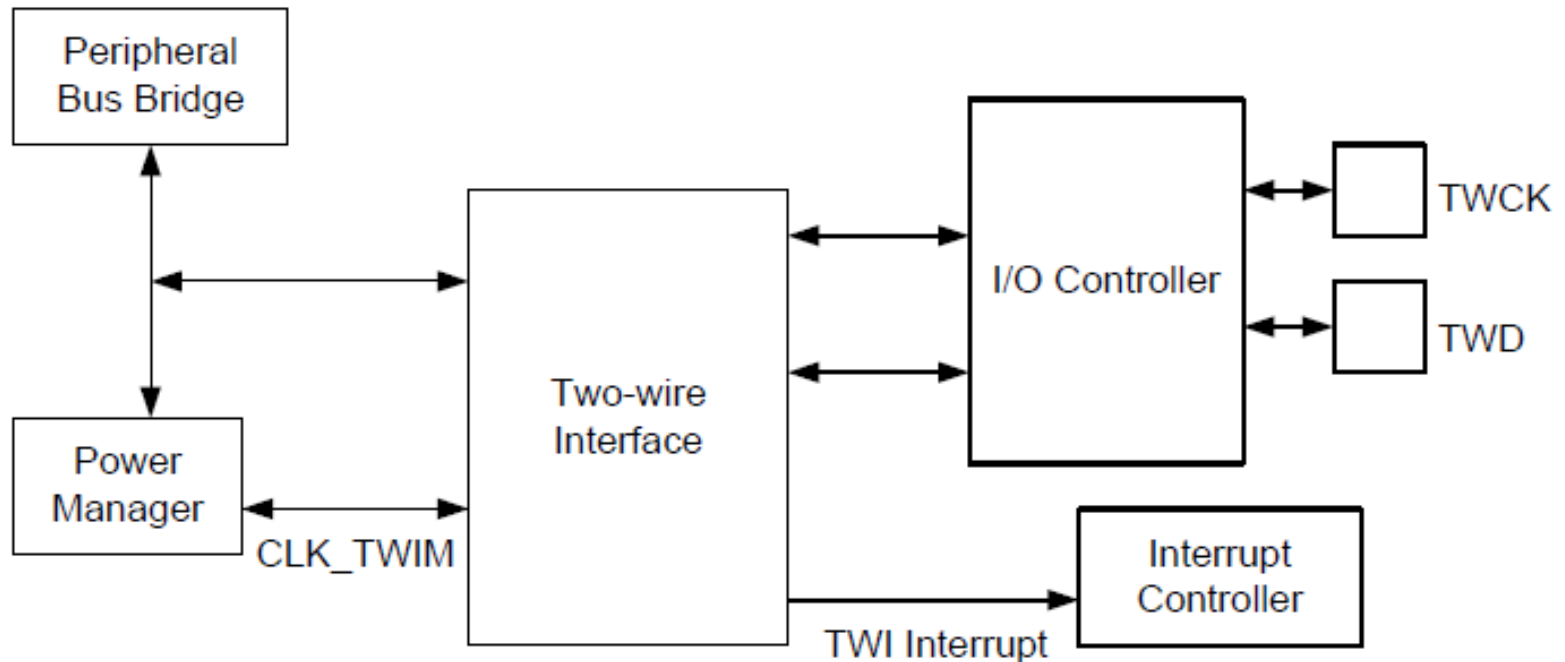 Peripheral
Bus Bridge
Power
Manager
CLK_TWIM
Two-wire
Interface
I/O Controller
TWCK
TWD
Interrupt
Controller
TWI Interrupt